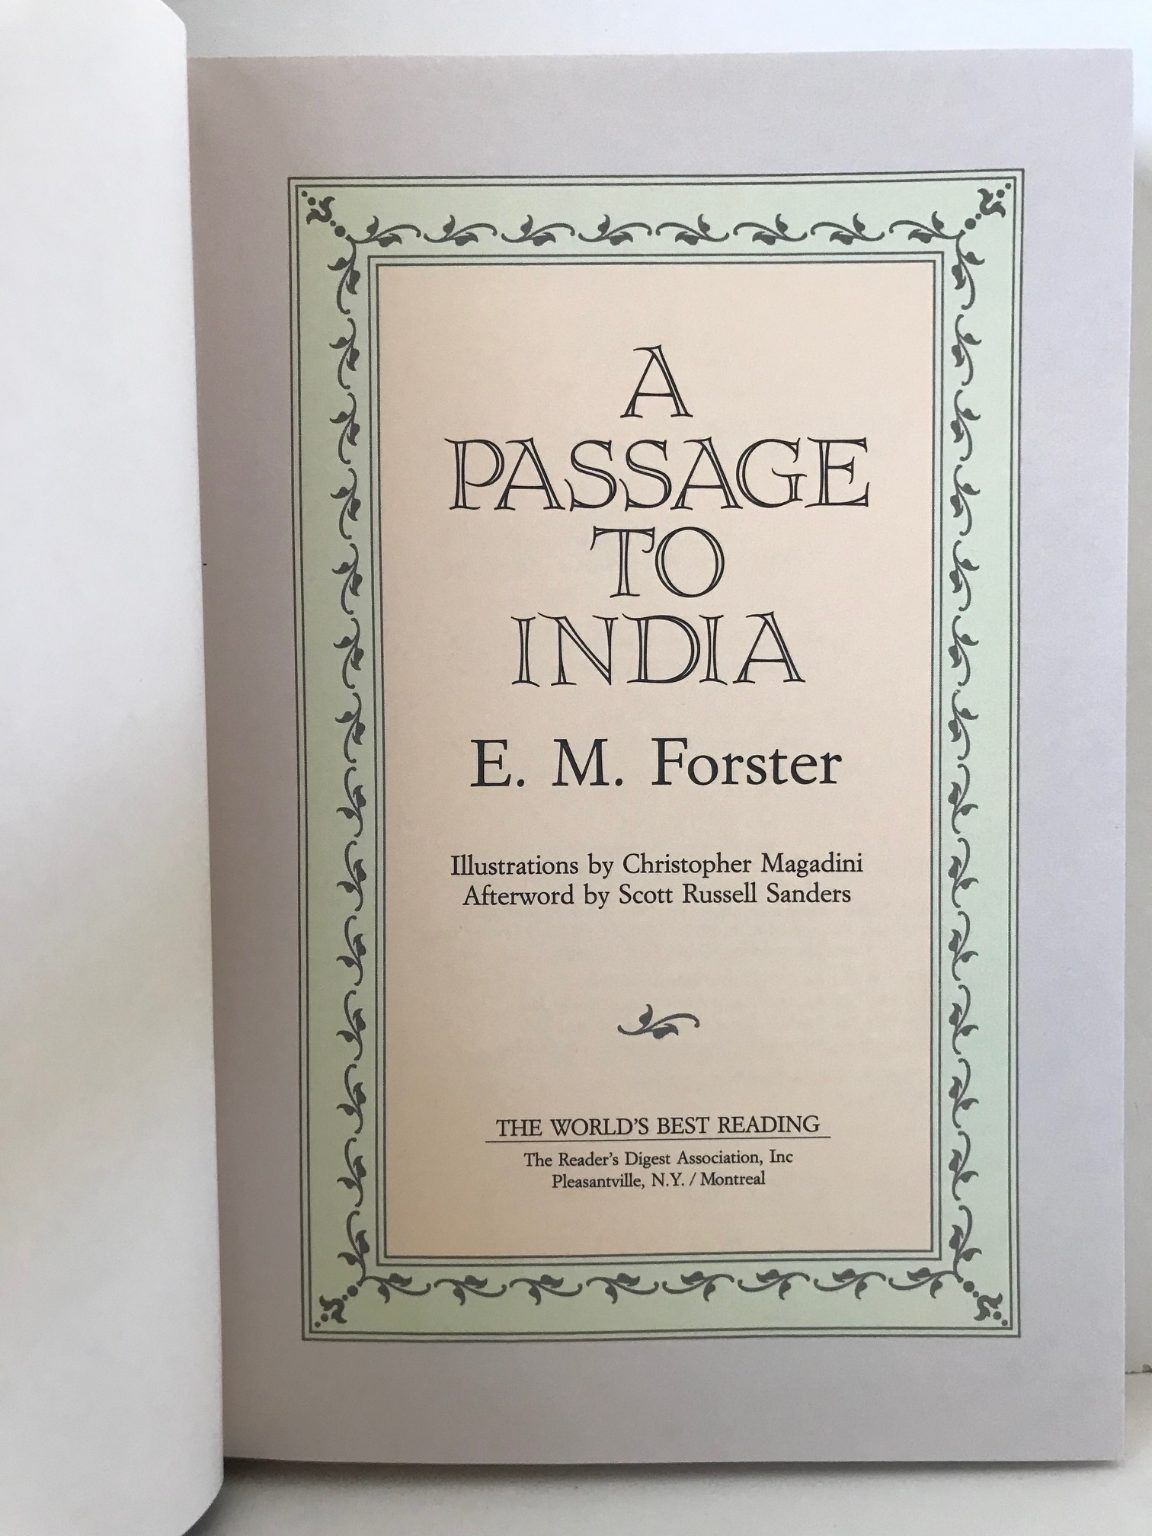 A
PASSAGE
TO
INDIA
E. M. Forster
Illustrations by Christopher Magadini
Afterword by Scott Russell Sanders
THE WORLD'S BEST READING
The Reader's Digest Association, Inc
Pleasantville, N.Y. / Montreal